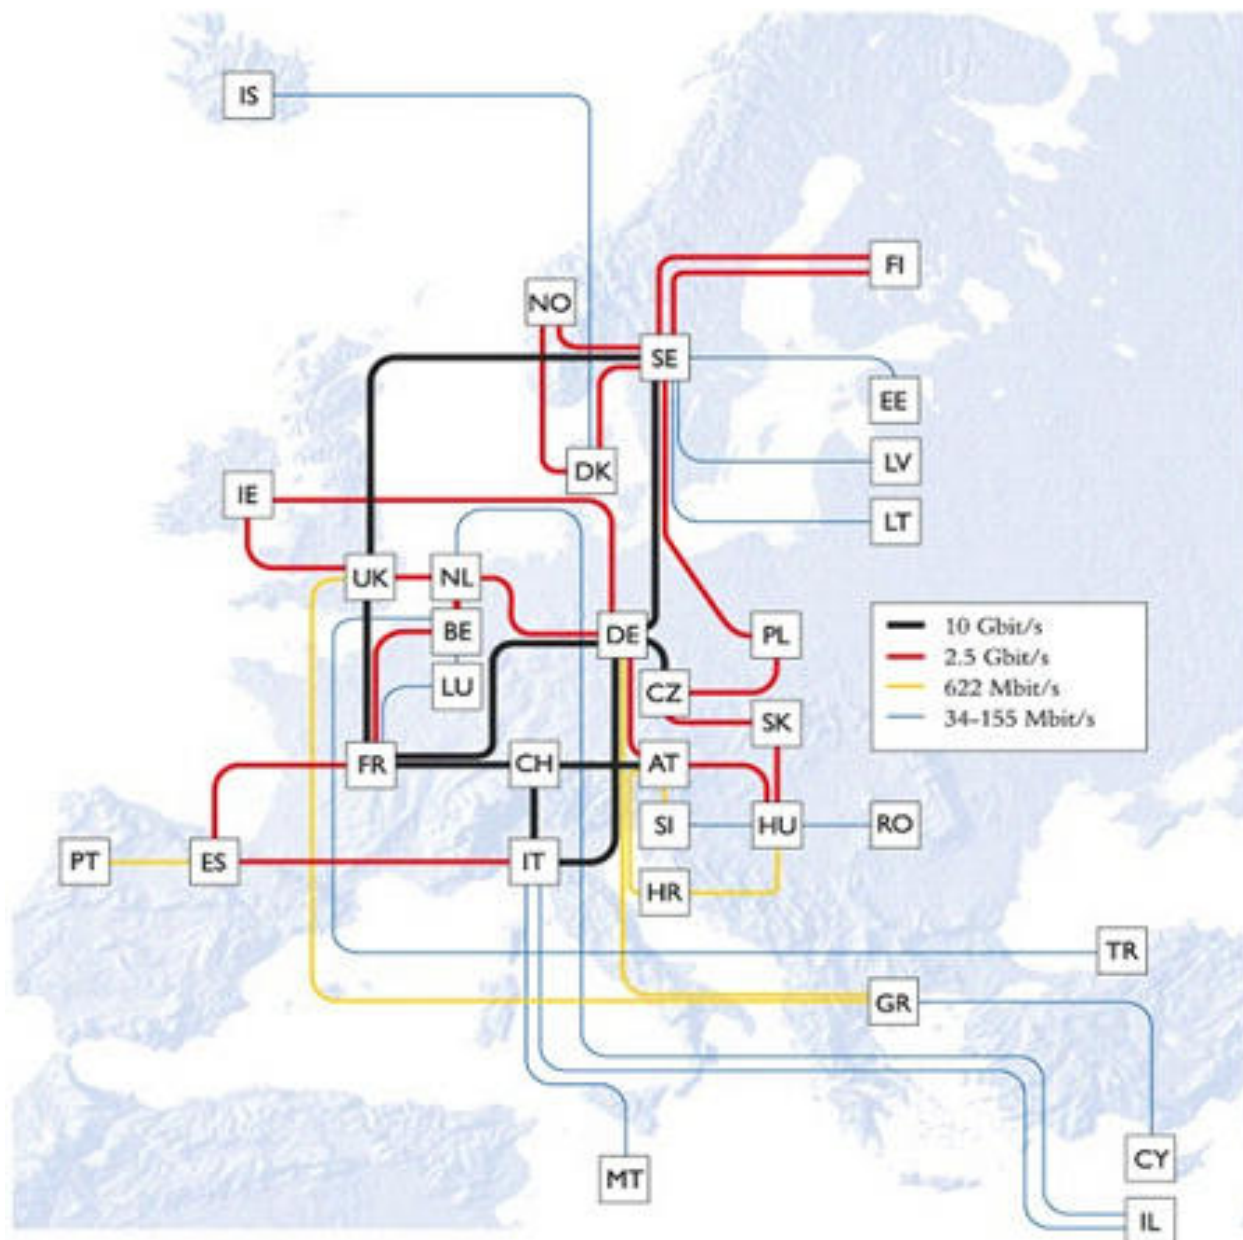 IS
FI
NO
SE
EE
DK
LV
IE
LT
UK
NL
BE
DE
PL
10 Gbit/s
2.5 Gbit/s
622 Mbit/s
34-155 Mbit/s
LU
CZ
SK
FR
CH
AT
SI
HU
RO
PT
ES
IT
HR
TR
GR
CY
MT
IL